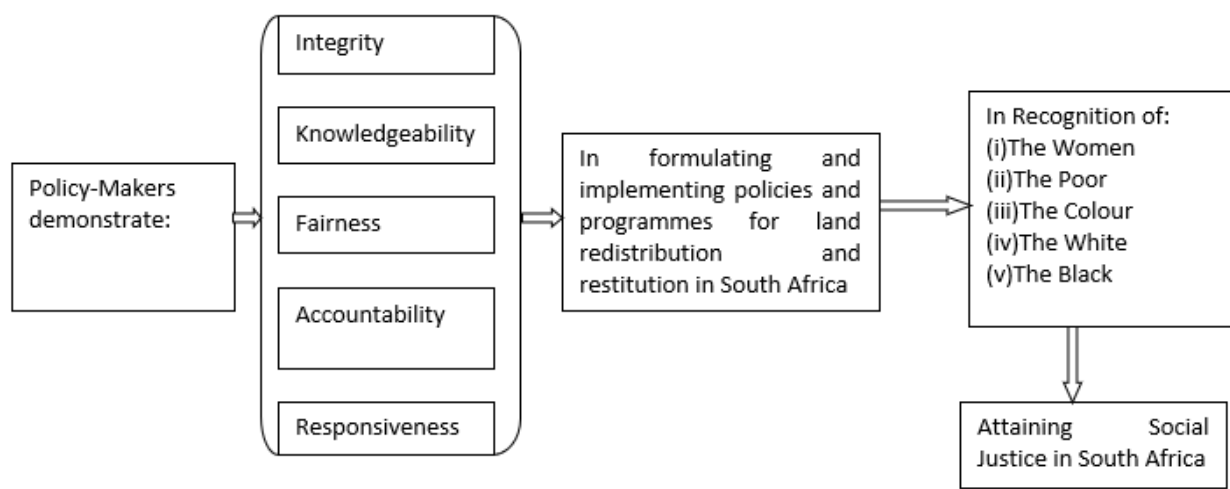 Policy-Makers
demonstrate:
Integrity
Knowledgeability
Fairness
Accountability
Responsiveness
In formulating and
implementing policies and
programmes for land
redistribution and
restitution in South Africa
In Recognition of:
(i)The Women
(ii)The Poor
(iii)The Colour
(iv)The White
(v)The Black
Attaining Social
Justice in South Africa